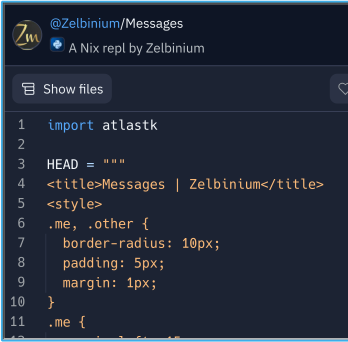 Zm
@Zelbinium/Messages
A Nix repl by Zelbinium
Show files
1 import atlastk
2
3 HEAD = """
4 <title>Messages | Zelbinium</title>
5 <style>
6 .me, .other {
7   border-radius: 10px;
8   padding: 5px;
9   margin: 1px;
10 }
11 .me {